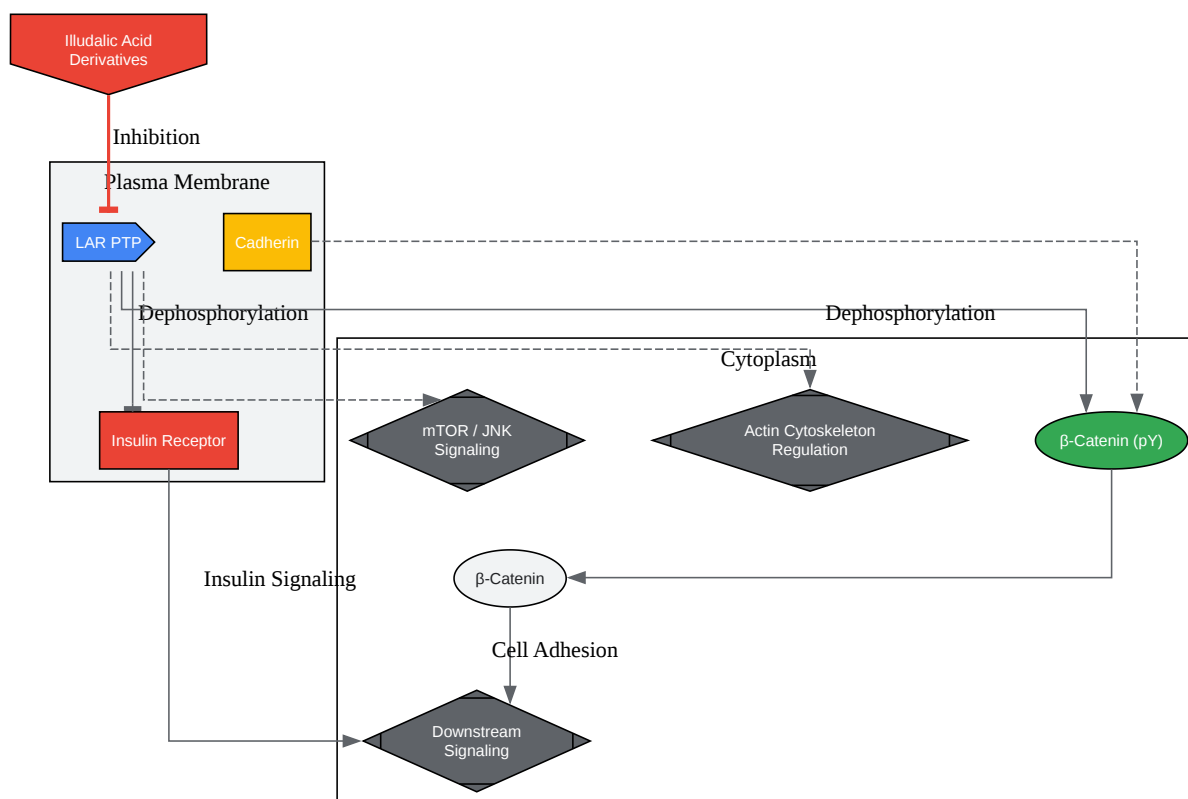 Illudalic Acid
Derivatives
Inhibition
Plasma Membrane
LAR PTP
Cadherin
Dephosphorylation
Dephosphorylation
Cytoplasm
Insulin Receptor
mTOR / JNK
Signaling
Actin Cytoskeleton
Regulation
β-Catenin (pY)
Insulin Signaling
β-Catenin
Cell Adhesion
Downstream
Signaling